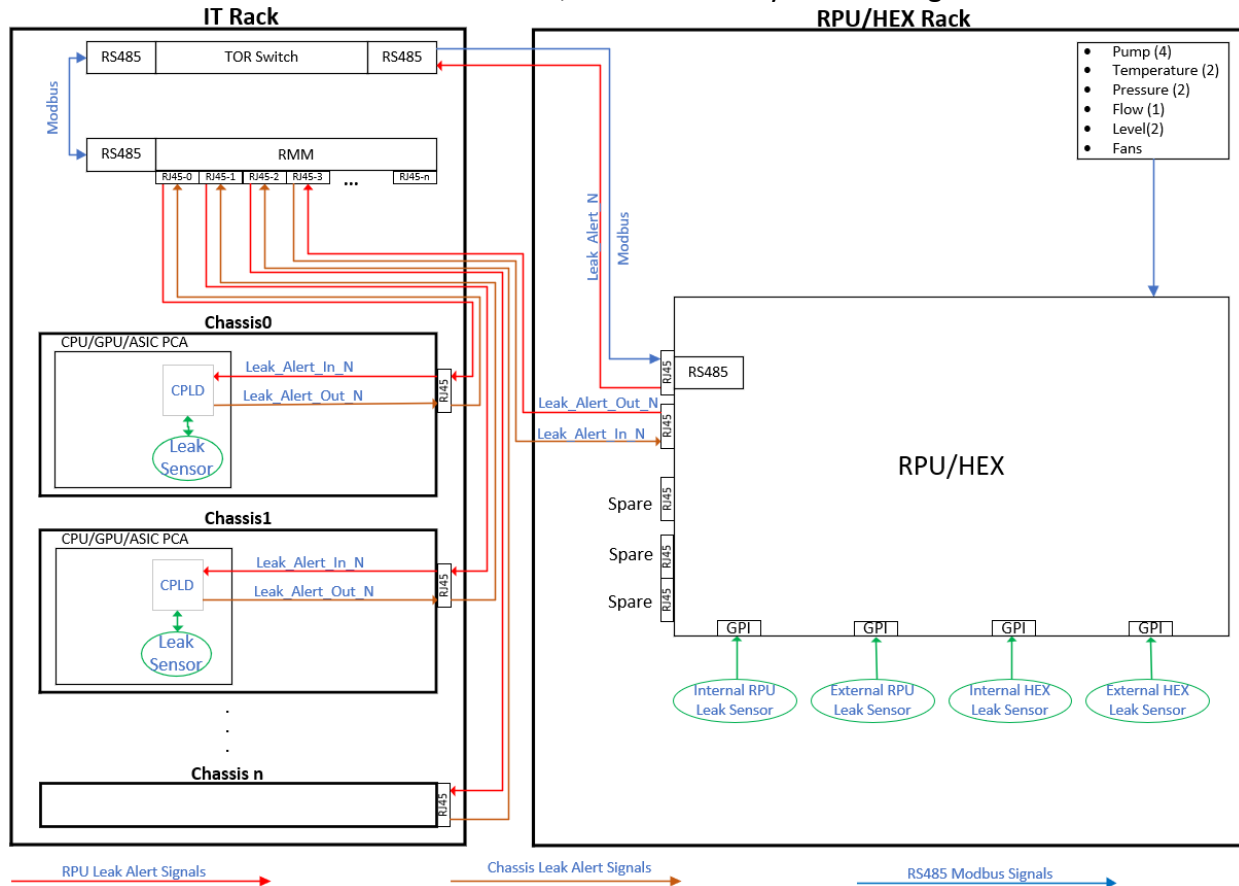 IT Rack
RPU/HEX Rack
RS485
TOR Switch
RS485
Modbus
RS485
RMM
RJ45-0
RJ45-1
RJ45-2
RJ45-3
...
RJ45-n
• Pump (4)
• Temperature (2)
• Pressure (2)
• Flow (1)
• Level(2)
• Fans
Leak_Alert_N
Modbus
Chassis0
CPU/GPU/ASIC PCA
CPLD
Leak_Alert_In_N
Leak_Alert_Out_N
RJ45
Leak
Sensor
Chassis1
CPU/GPU/ASIC PCA
CPLD
Leak_Alert_In_N
Leak_Alert_Out_N
RJ45
Leak
Sensor
.
.
.
Chassis n
RJ45
RJ45
RS485
Leak_Alert_Out_N
Leak_Alert_In_N
RJ45
RPU/HEX
Spare
RJ45
Spare
RJ45
Spare
RJ45
GPI
GPI
GPI
GPI
Internal RPU
Leak Sensor
External RPU
Leak Sensor
Internal HEX
Leak Sensor
External HEX
Leak Sensor
RPU Leak Alert Signals
Chassis Leak Alert Signals
RS485 Modbus Signals